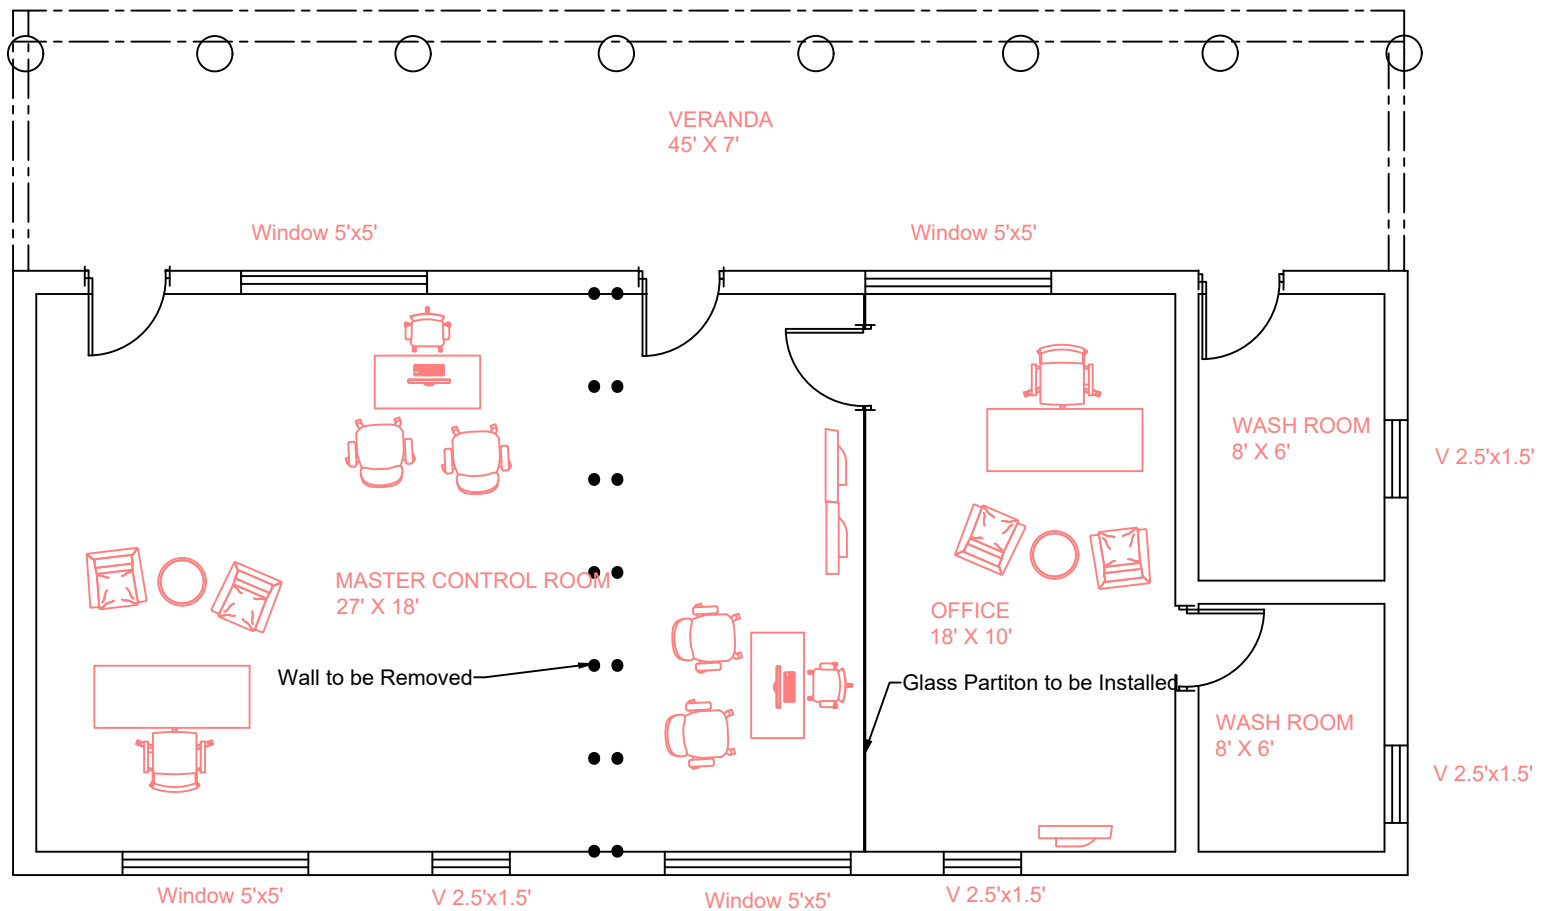 VERANDA
45' X 7'
Window 5'x5'
Window 5'x5'
WASH ROOM
8' X 6'
V 2.5'x1.5'
MASTER CONTROL ROOM
27' X 18'
OFFICE
18' X 10'
Wall to be Removed
Glass Partiton to be Installed
WASH ROOM
8' X 6'
V 2.5'x1.5'
Window 5'x5'
V 2.5'x1.5'
Window 5'x5'
V 2.5'x1.5'